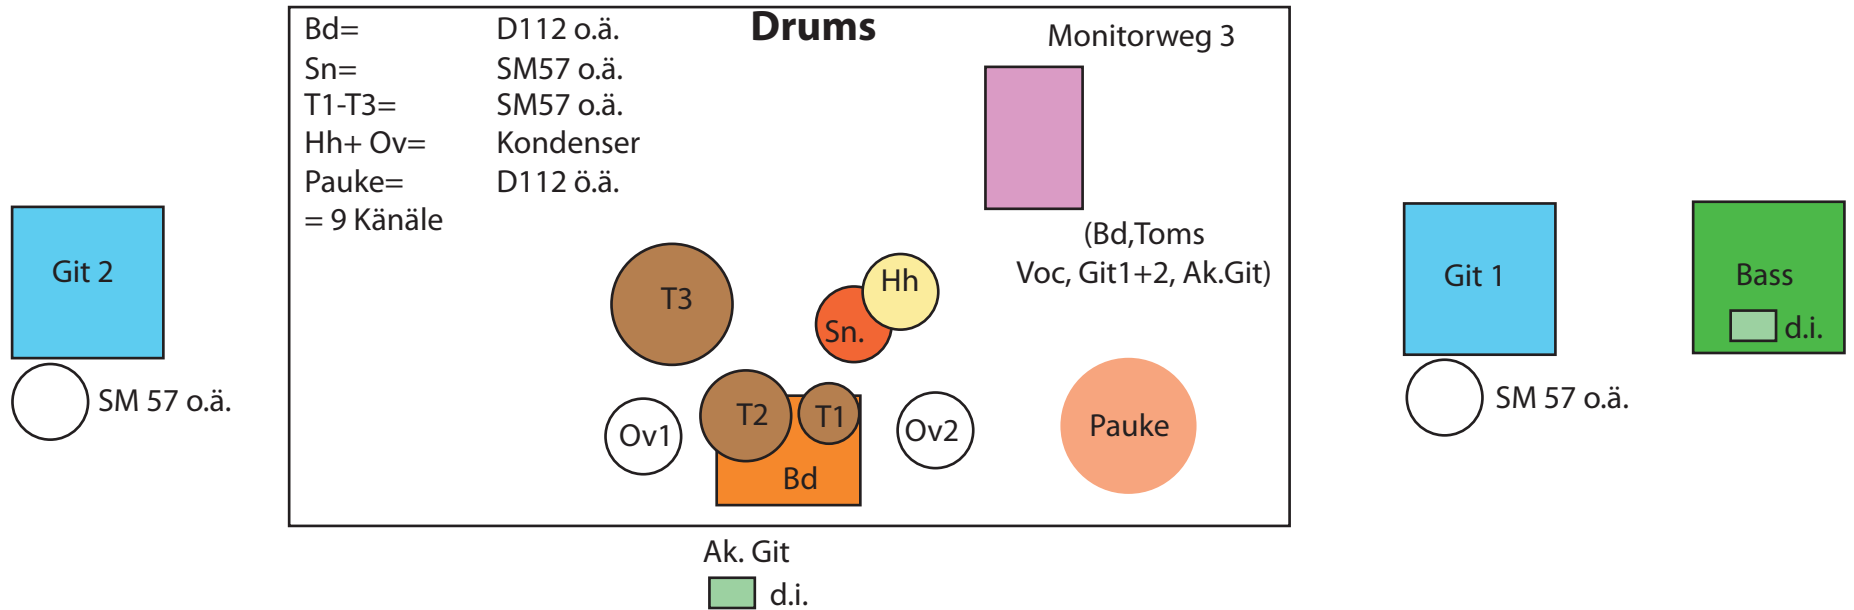 Drums
Bd= D112 o.ä.
Sn= SM57 o.ä.
T1-T3= SM57 o.ä.
Hh+ Ov= Kondenser
Pauke= D112 ö.ä.
= 9 Känäle
Monitorweg 3
(Bd,Toms
Voc, Git1+2, Ak.Git)
Git 2
SM 57 o.ä.
T3
Hh
Sn.
T2
T1
Ov1
Ov2
Bd
Pauke
Git 1
SM 57 o.ä.
Bass
d.i.
Ak. Git
d.i.